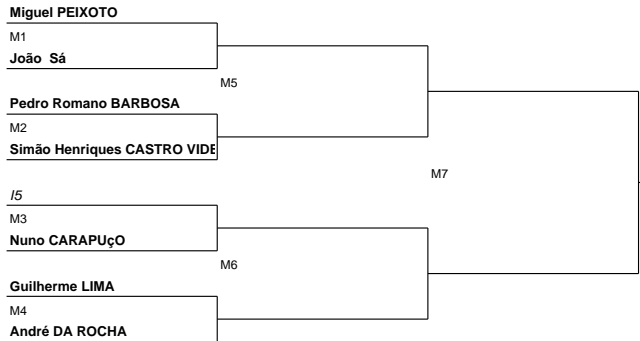 Miguel PEIXOTO
M1
João Sá
M5
Pedro Romano BARBOSA
M2
Simão Henriques CASTRO VIDE
M7
I5
M3
Nuno CARAPUçO
M6
Guilherme LIMA
M4
André DA ROCHA